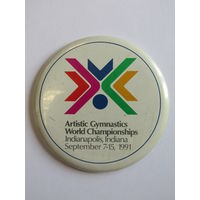 Artistic Gymnastics
World Championships
Indianapolis, Indiana
September 7-15, 1991